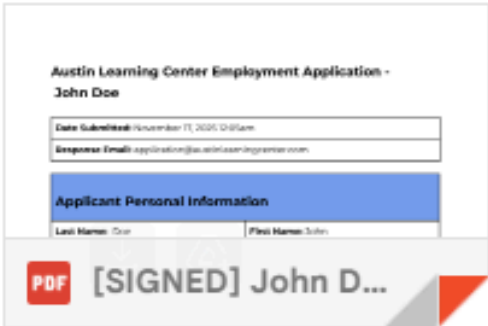 Austin Learning Center Employment Application -
John Doe
Date Submitted: November 17, 2025 12:05am
Response Email: application@austinlearningcenter.com
Applicant Personal Information
Last Name: Doe First Name: John
PDF [SIGNED] John D...